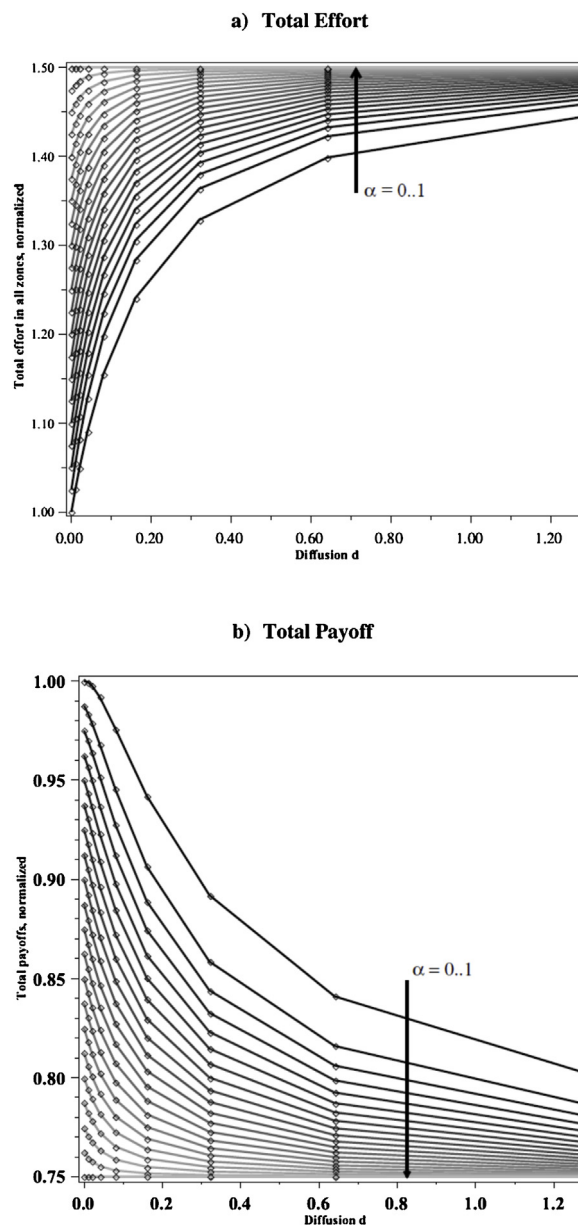 a) Total Effort
1.50
1.40
1.30
1.20
1.10
1.00
Total effort in all zones, normalized
α = 0..1
0.00 0.20 0.40 0.60 0.80 1.00 1.20
Diffusion d
b) Total Payoff
1.00
0.95
0.90
0.85
0.80
0.75
Total payoffs, normalized
α = 0..1
0.0 0.2 0.4 0.6 0.8 1.0 1.2
Diffusion d